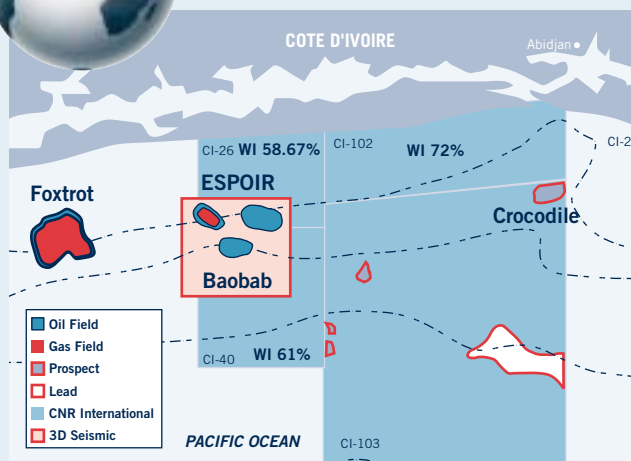 COTE D'IVOIRE
Abidjan
CI-26 WI 58.67%
CI-102
WI 72%
CI-2
ESPOIR
Foxtrot
Crocodile
Baobab
Oil Field
Gas Field
Prospect
Lead
CNR International
3D Seismic
CI-40 WI 61%
PACIFIC OCEAN
CI-103